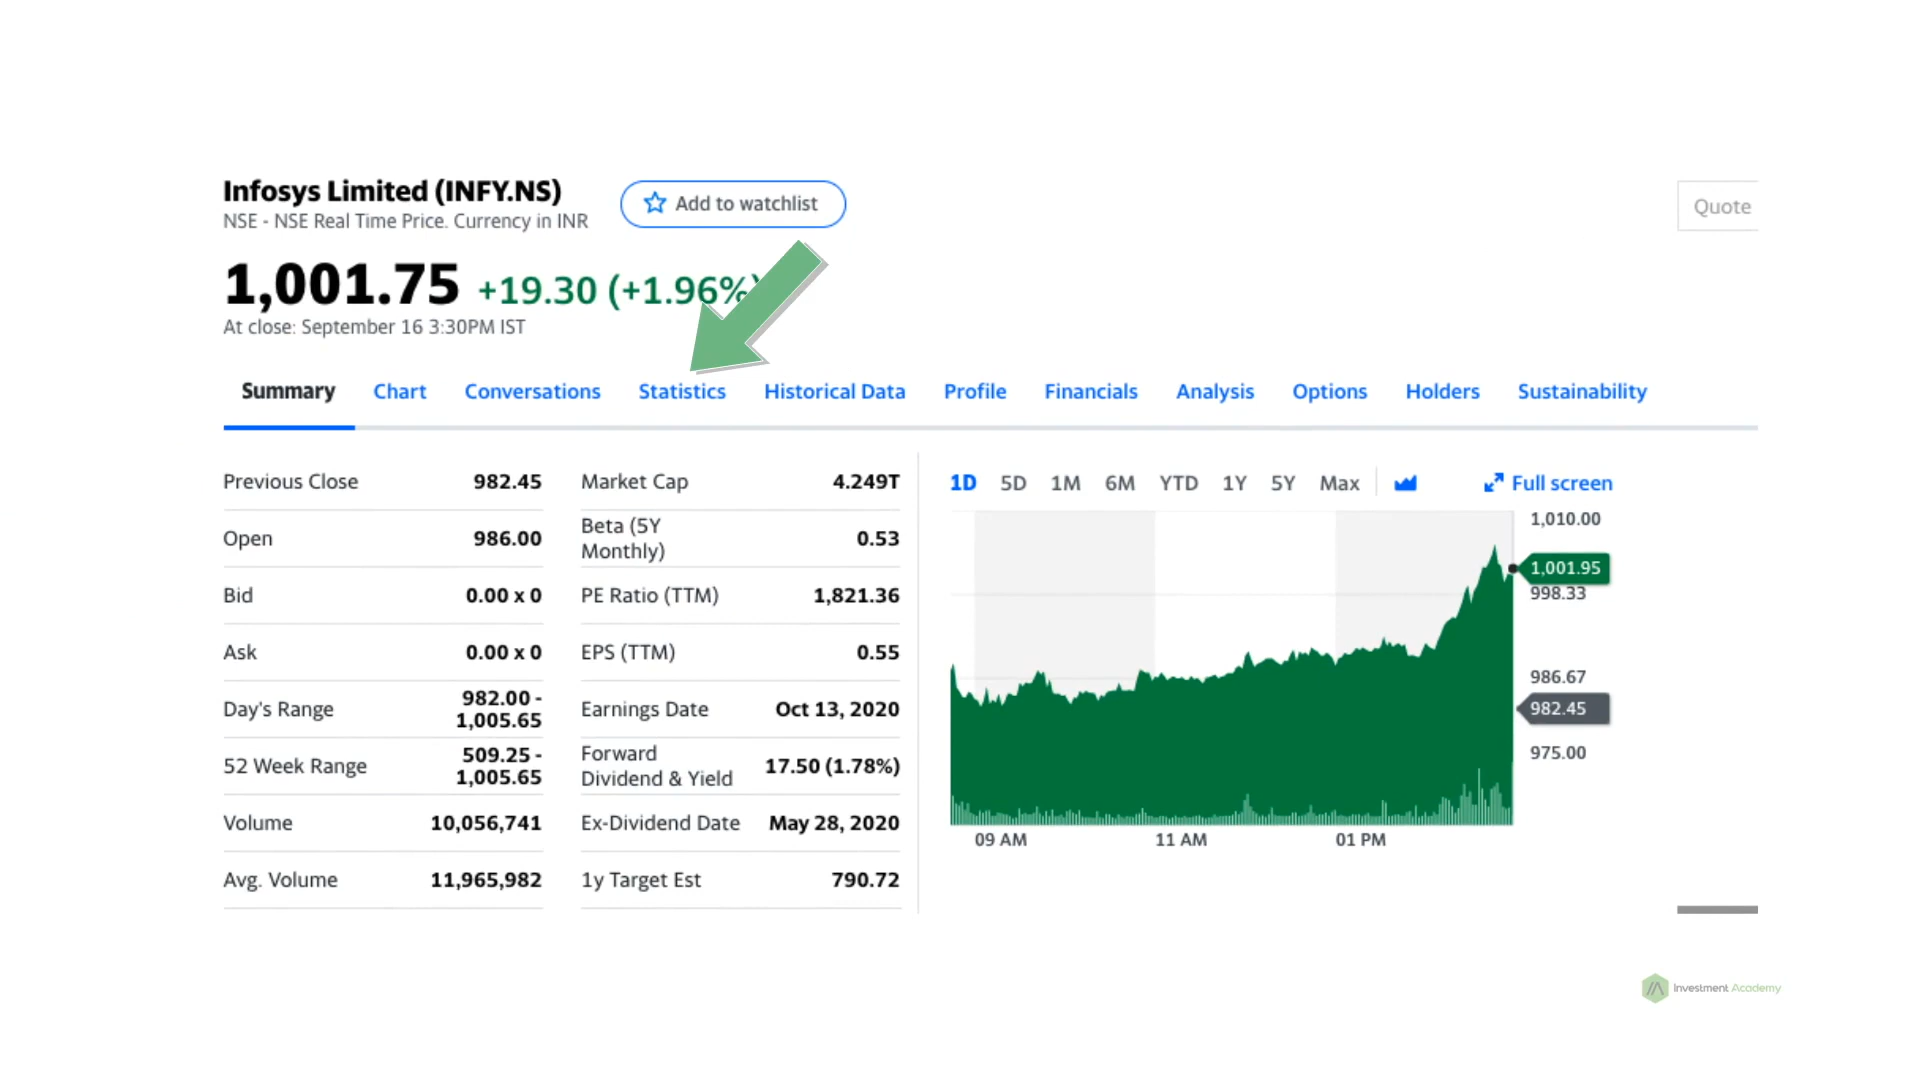 Infosys Limited (INFY.NS)
NSE - NSE Real Time Price. Currency in INR
Add to watchlist
Quote
1,001.75 +19.30 (+1.96%)
At close: September 16 3:30PM IST
Summary Chart Conversations Statistics Historical Data Profile Financials Analysis Options Holders Sustainability
Previous Close 982.45
Open 986.00
Bid 0.00 x 0
Ask 0.00 x 0
Day's Range 982.00 -
1,005.65
52 Week Range 509.25 -
1,005.65
Volume 10,056,741
Avg. Volume 11,965,982
Market Cap 4.249T
Beta (5Y
Monthly) 0.53
PE Ratio (TTM) 1,821.36
EPS (TTM) 0.55
Earnings Date Oct 13, 2020
Forward
Dividend & Yield 17.50 (1.78%)
Ex-Dividend Date May 28, 2020
1y Target Est 790.72
1D 5D 1M 6M YTD 1Y 5Y Max Full screen
1,010.00
1,001.95
998.33
986.67
982.45
975.00
09 AM 11 AM 01 PM
Investment Academy